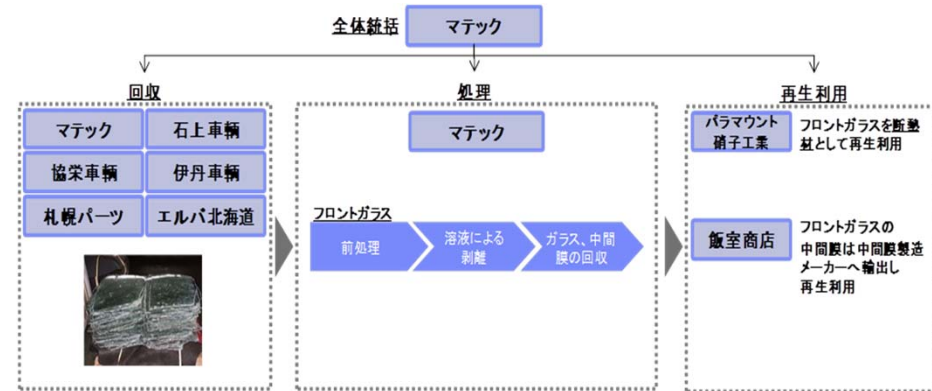 全体統括
マテック
回収
処理
再生利用
マテック
石上車輌
協栄車輌
伊丹車輌
札幌パーツ
エルバ北海道
マテック
フロントガラス
前処理
溶液による
剥離
ガラス、中間
膜の回収
パラマウント
硝子工業
フロントガラスを断熱
材として再生利用
飯室商店
フロントガラスの
中間膜は中間膜製造
メーカーへ輸出し
再生利用